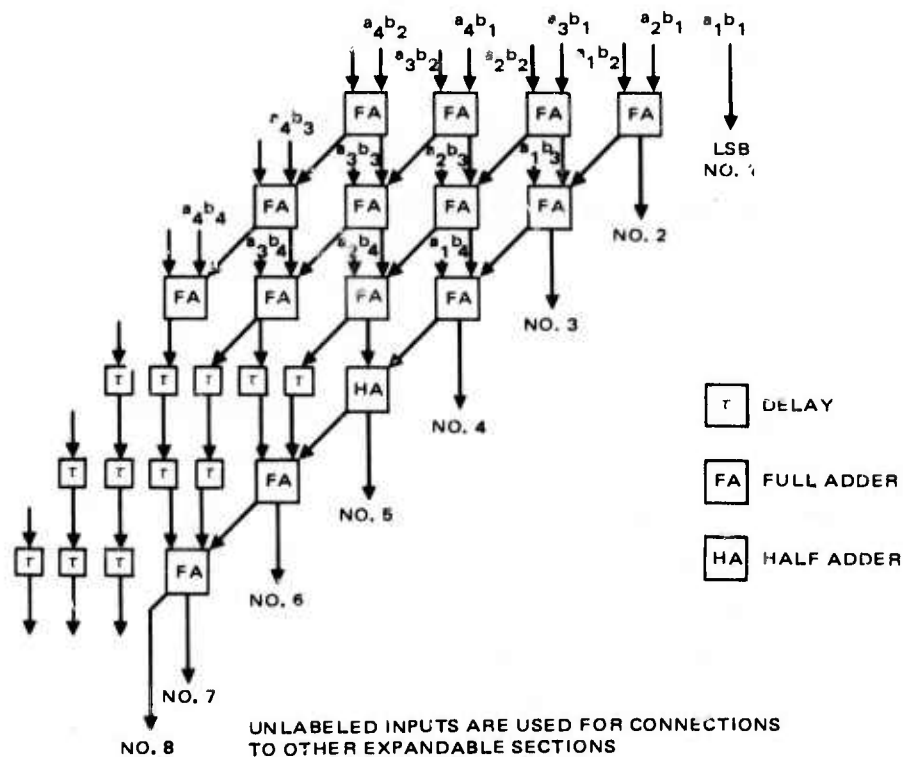 a4b2 a4b1 a3b1 a2b1 a1b1
a3b2 a2b2 a1b2
FA FA FA FA
LSB
NO. 1
a4b3 a3b3 a2b3 a1b3
FA FA FA FA
NO. 2
a4b4 a3b4 a2b4 a1b4
FA FA FA FA
NO. 3
τ τ τ τ τ HA
NO. 4
τ DELAY
τ τ τ τ FA
FA FULL ADDER
NO. 5
τ τ τ FA
HA HALF ADDER
NO. 6
NO. 7
NO. 8
UNLABELED INPUTS ARE USED FOR CONNECTIONS
TO OTHER EXPANDABLE SECTIONS